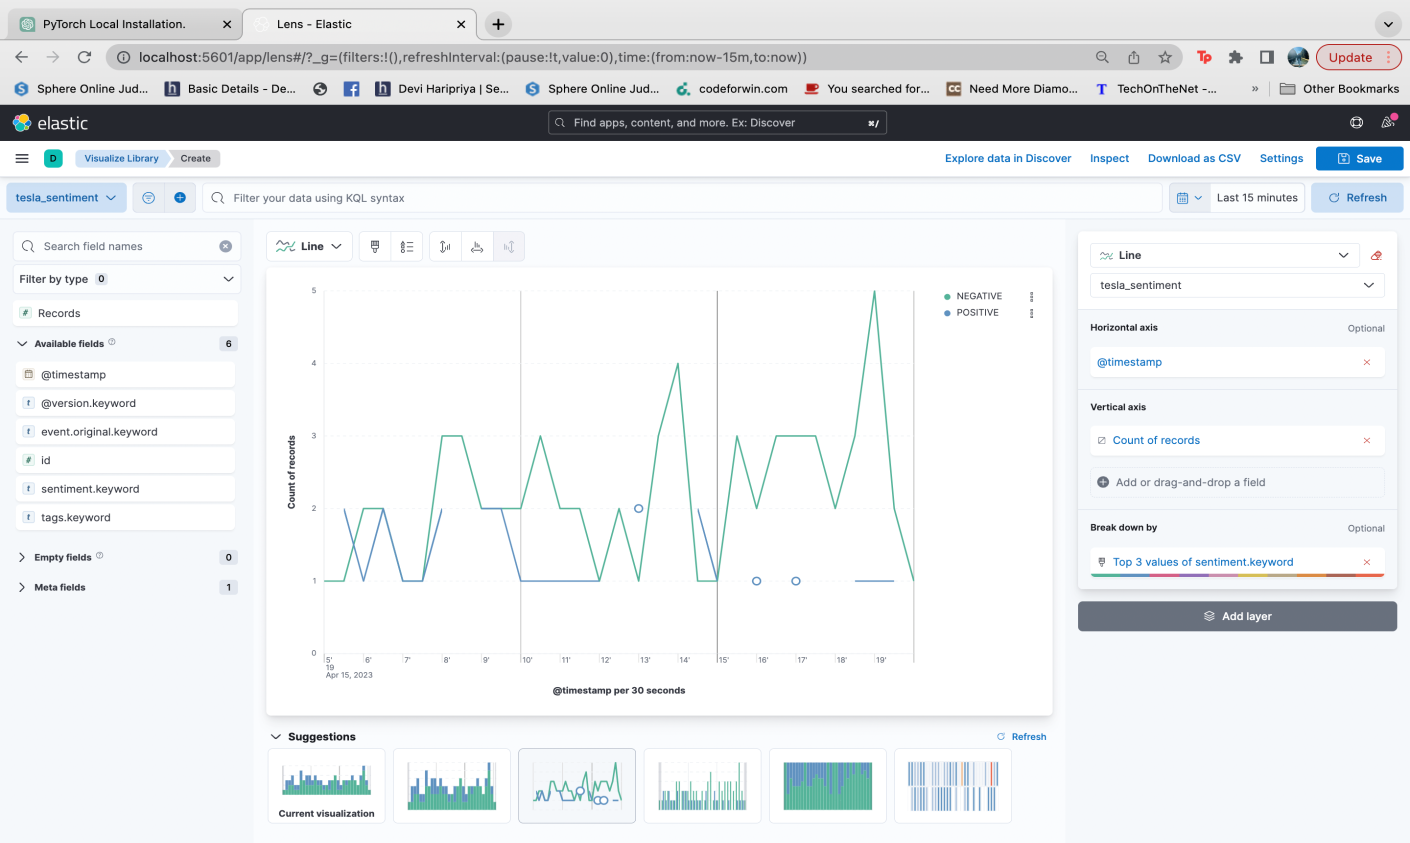 PyTorch Local Installation.
Lens - Elastic
localhost:5601/app/lens#/?_g=(filters:!(),refreshInterval:(pause:!t,value:0),time:(from:now-15m,to:now))
Tp
Update
S Sphere Online Jud...
h Basic Details - De...
h Devi Haripriya | Se...
S Sphere Online Jud...
codeforwin.com
You searched for...
CC Need More Diamo...
T TechOnTheNet -...
»
Other Bookmarks
elastic
Find apps, content, and more. Ex: Discover
⌘/
D
Visualize Library
Create
Explore data in Discover
Inspect
Download as CSV
Settings
Save
tesla_sentiment
Filter your data using KQL syntax
Last 15 minutes
Refresh
Search field names
Filter by type 0
# Records
Available fields 6
@timestamp
t @version.keyword
t event.original.keyword
# id
t sentiment.keyword
t tags.keyword
Empty fields 0
Meta fields 1
Line
5
4
3
2
1
0
Count of records
5' 6' 7' 8' 9' 10' 11' 12' 13' 14' 15' 16' 17' 18' 19'
19
Apr 15, 2023
@timestamp per 30 seconds
NEGATIVE
POSITIVE
Suggestions
Refresh
Current visualization
Line
tesla_sentiment
Horizontal axis Optional
@timestamp
Vertical axis
Count of records
Add or drag-and-drop a field
Break down by Optional
Top 3 values of sentiment.keyword
Add layer